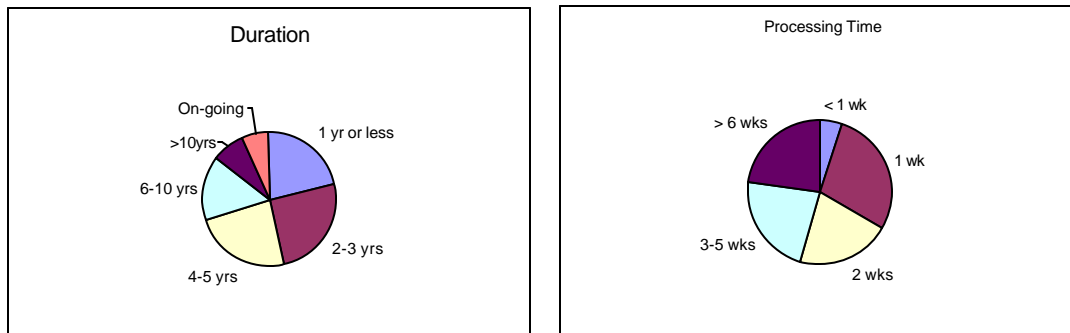 Duration
On-going
1 yr or less
>10yrs
6-10 yrs
2-3 yrs
4-5 yrs
Processing Time
< 1 wk
> 6 wks
1 wk
3-5 wks
2 wks